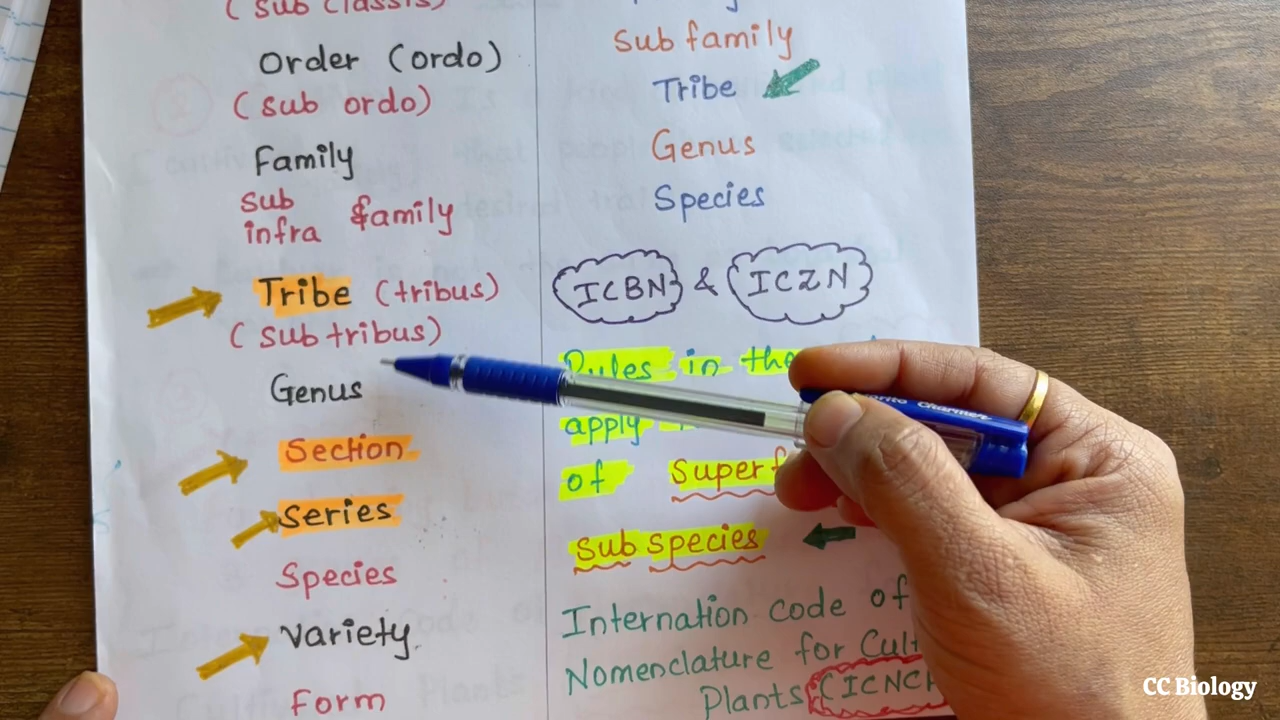 (sub classis)
Order (ordo)
(sub ordo)
Family
sub
infra family
Tribe (tribus)
(sub tribus)
Genus
Section
Series
Species
Variety
Form
Sub family
Tribe
Genus
Species
ICBN & ICZN
Rules in the
apply
of Superf
Sub species
Internation code of
Nomenclature for Cult
Plants (ICNCP
CC Biology